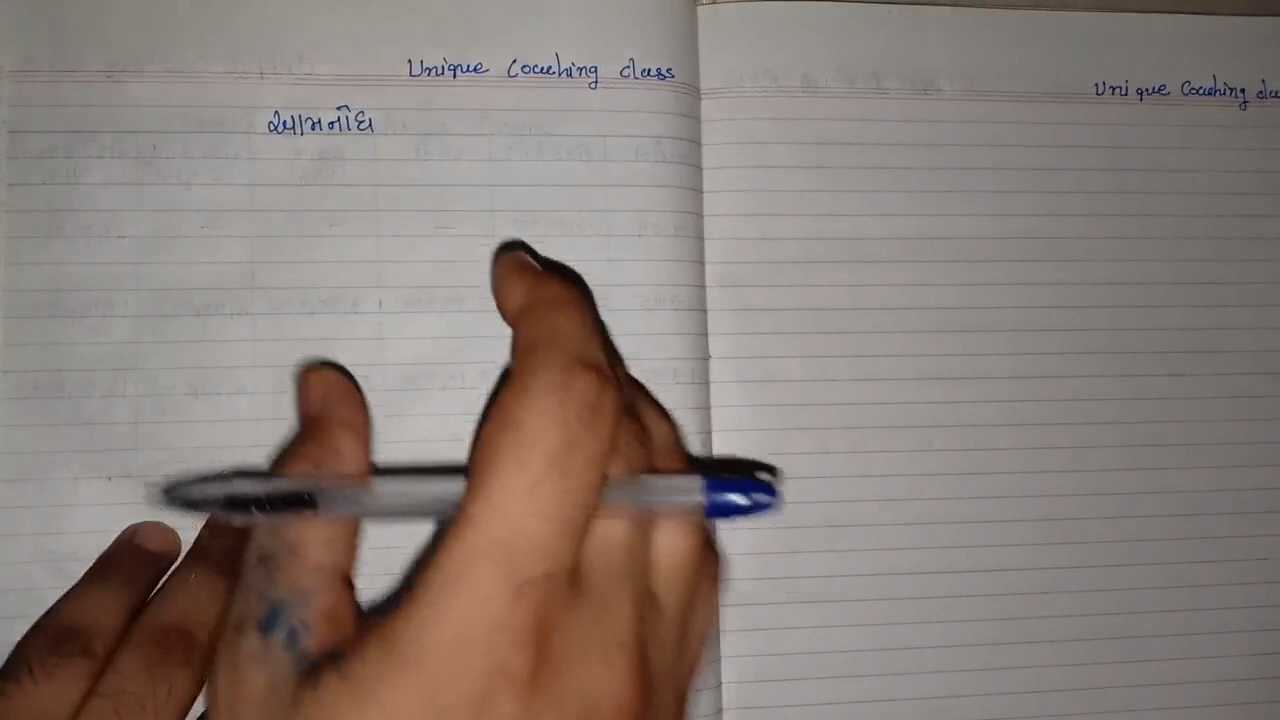 Unique Coaching class
આમનોંધ
Unique Coaching cla